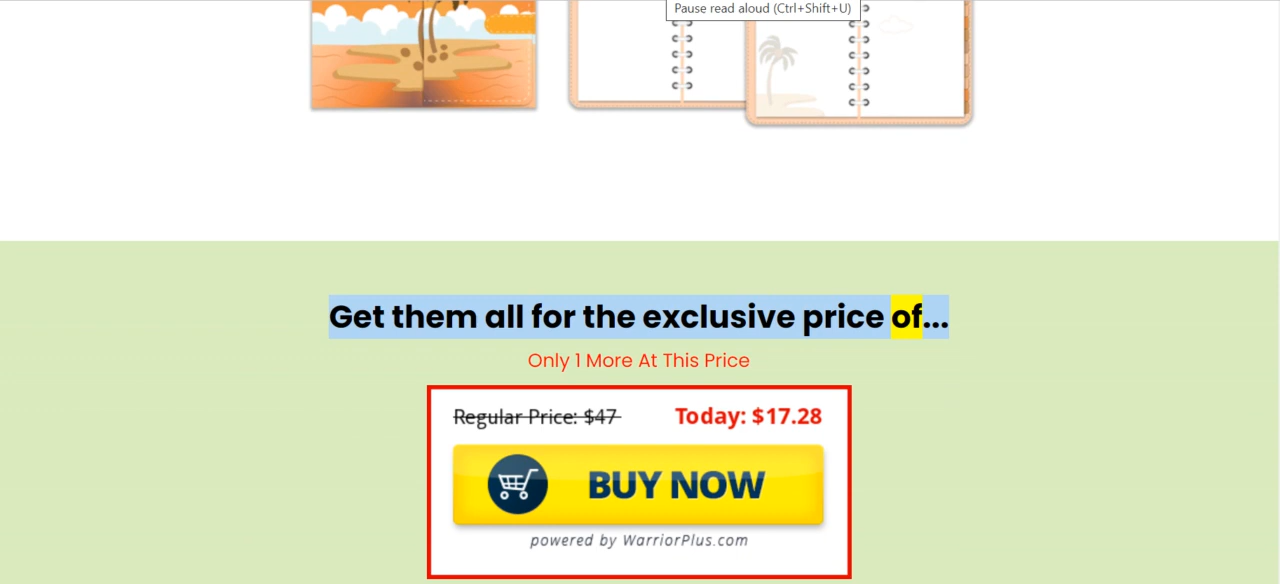 Pause read aloud (Ctrl+Shift+U)
Get them all for the exclusive price of...
Only 1 More At This Price
Regular Price: $47 Today: $17.28
BUY NOW
powered by WarriorPlus.com